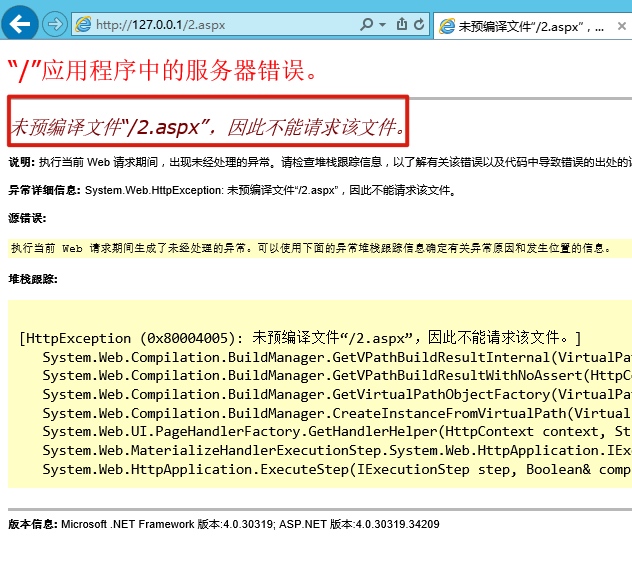 http://127.0.0.1/2.aspx
未预编译文件“/2.aspx”，...
“/”应用程序中的服务器错误。
未预编译文件“/2.aspx”，因此不能请求该文件。
说明: 执行当前 Web 请求期间，出现未经处理的异常。请检查堆栈跟踪信息，以了解有关该错误以及代码中导致错误的出处的
异常详细信息: System.Web.HttpException: 未预编译文件“/2.aspx”，因此不能请求该文件。
源错误:
执行当前 Web 请求期间生成了未经处理的异常。可以使用下面的异常堆栈跟踪信息确定有关异常原因和发生位置的信息。
堆栈跟踪:
[HttpException (0x80004005): 未预编译文件“/2.aspx”，因此不能请求该文件。]
System.Web.Compilation.BuildManager.GetVPathBuildResultInternal(VirtualPa
System.Web.Compilation.BuildManager.GetVPathBuildResultWithNoAssert(HttpCo
System.Web.Compilation.BuildManager.GetVirtualPathObjectFactory(VirtualPat
System.Web.Compilation.BuildManager.CreateInstanceFromVirtualPath(Virtual
System.Web.UI.PageHandlerFactory.GetHandlerHelper(HttpContext context, St
System.Web.MaterializeHandlerExecutionStep.System.Web.HttpApplication.IExe
System.Web.HttpApplication.ExecuteStep(IExecutionStep step, Boolean& comp
版本信息: Microsoft .NET Framework 版本:4.0.30319; ASP.NET 版本:4.0.30319.34209